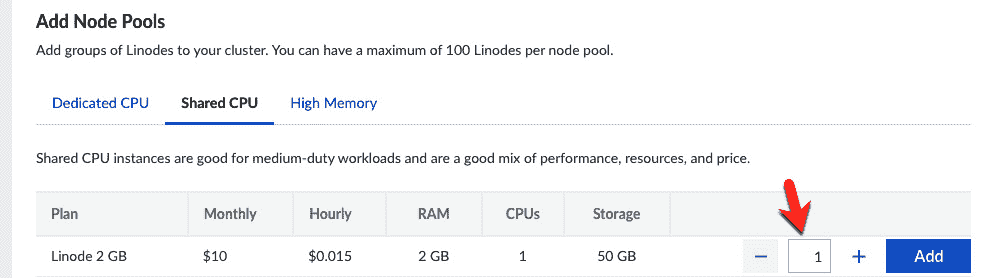 Add Node Pools
Add groups of Linodes to your cluster. You can have a maximum of 100 Linodes per node pool.
Dedicated CPU Shared CPU High Memory
Shared CPU instances are good for medium-duty workloads and are a good mix of performance, resources, and price.
Plan Monthly Hourly RAM CPUs Storage
Linode 2 GB $10 $0.015 2 GB 1 50 GB − 1 + Add